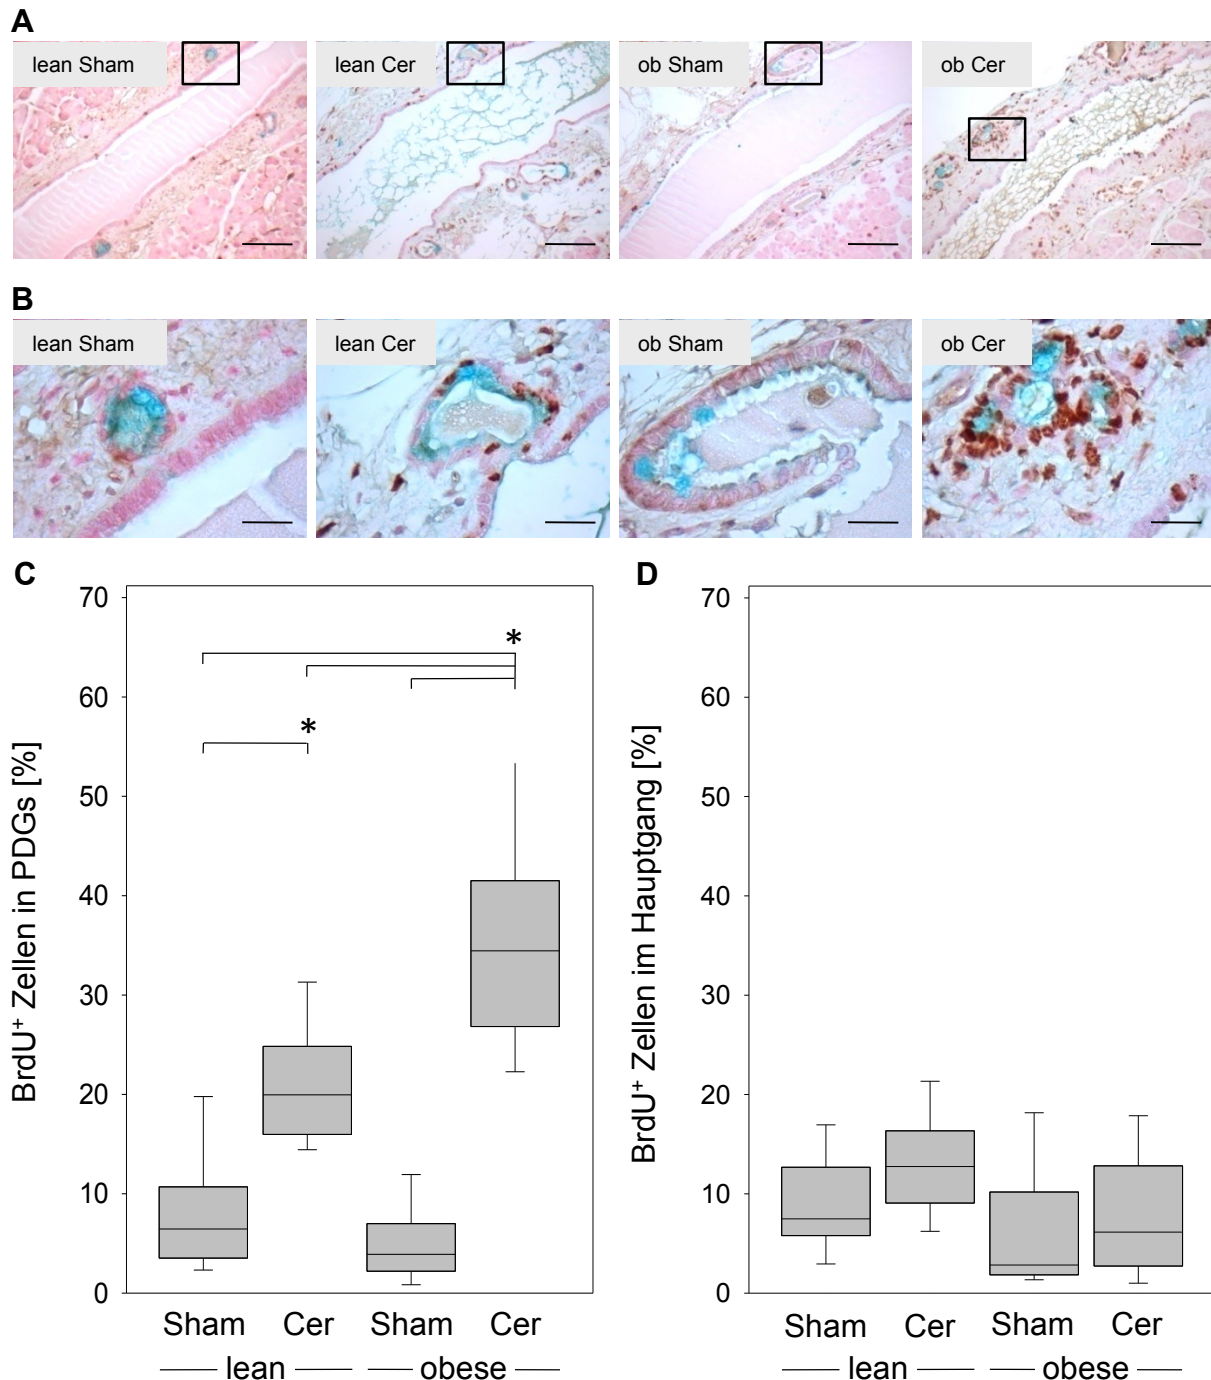 A
lean Sham
lean Cer
ob Sham
ob Cer
B
lean Sham
lean Cer
ob Sham
ob Cer
C
BrdU⁺ Zellen in PDGs [%]
70
60
50
40
30
20
10
0
*
*
Sham Cer Sham Cer
lean obese
D
BrdU⁺ Zellen im Hauptgang [%]
70
60
50
40
30
20
10
0
Sham Cer Sham Cer
lean obese